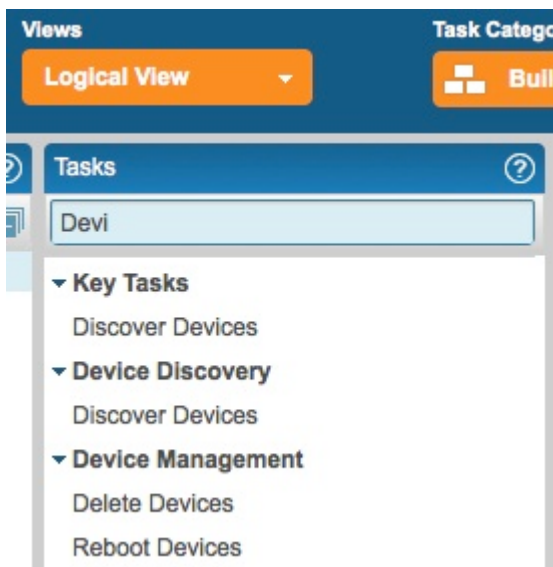 Views
Task Catego
Logical View
Buil
Tasks
Devi
Key Tasks
Discover Devices
Device Discovery
Discover Devices
Device Management
Delete Devices
Reboot Devices